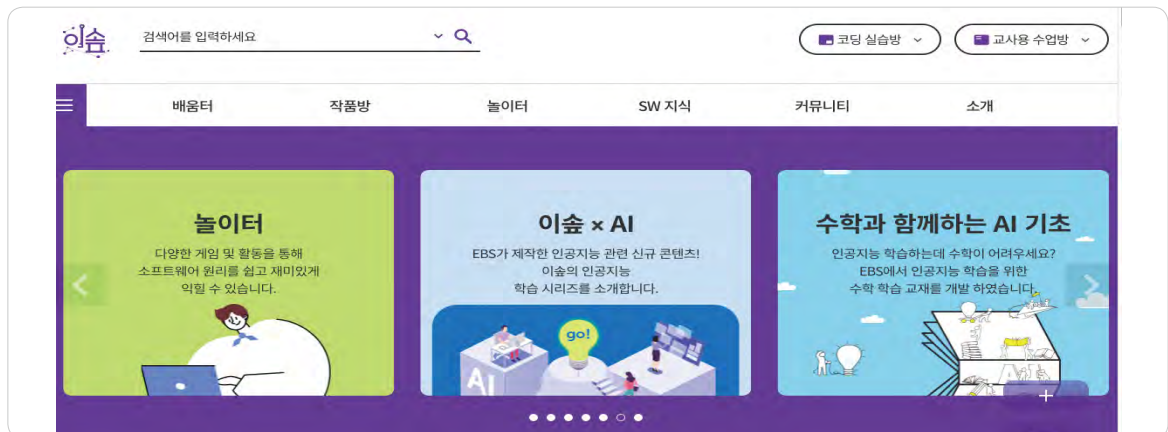 이솦
검색어를 입력하세요
코딩 실습방
교사용 수업방
배움터
작품방
놀이터
SW 지식
커뮤니티
소개
놀이터
다양한 게임 및 활동을 통해
소프트웨어 원리를 쉽고 재미있게
익힐 수 있습니다.
이솦 × AI
EBS가 제작한 인공지능 관련 신규 콘텐츠!
이솦의 인공지능
학습 시리즈를 소개합니다.
go!
AI
수학과 함께하는 AI 기초
인공지능 학습하는데 수학이 어려우세요?
EBS에서 인공지능 학습을 위한
수학 학습 교재를 개발 하였습니다.